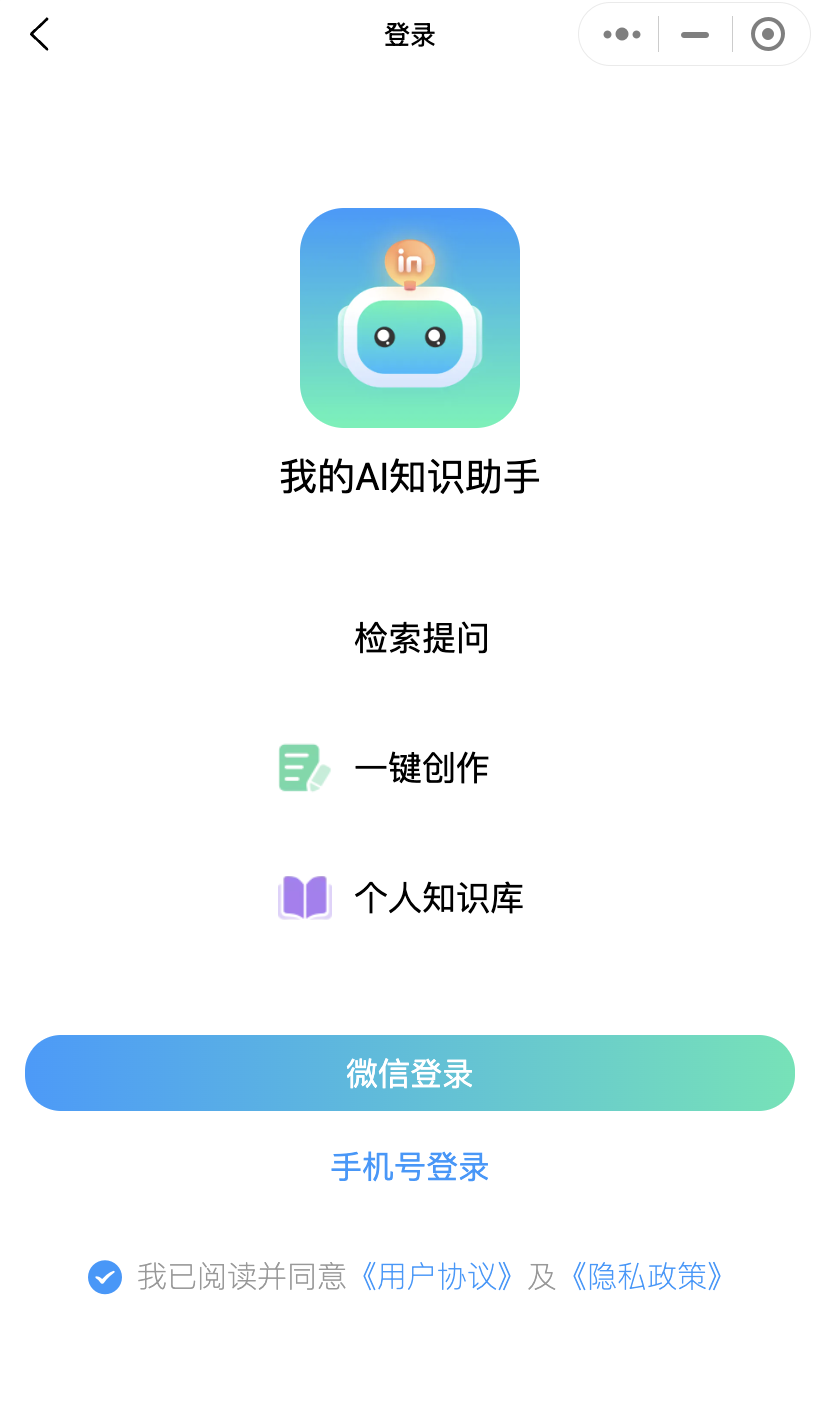 登录
in
我的AI知识助手
检索提问
一键创作
个人知识库
微信登录
手机号登录
我已阅读并同意《用户协议》及《隐私政策》